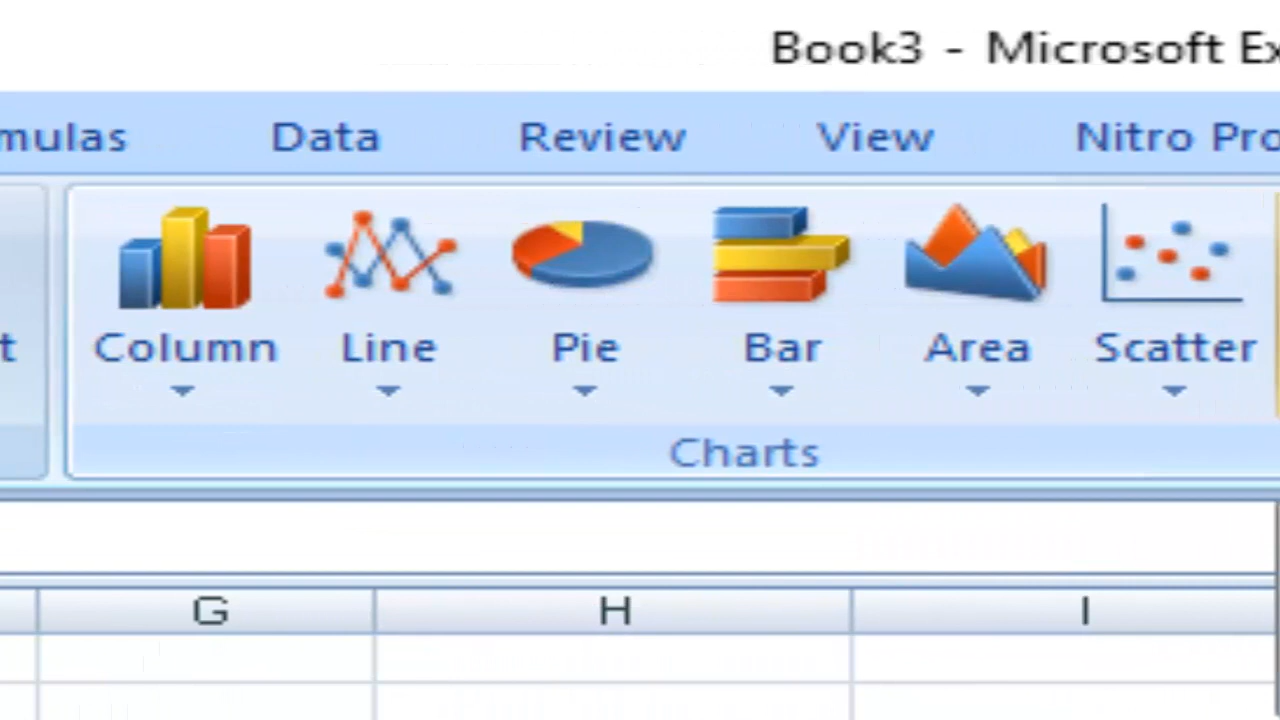 Book3 - Microsoft Ex
mulas Data Review View Nitro Pro
t Column Line Pie Bar Area Scatter
Charts
G H I